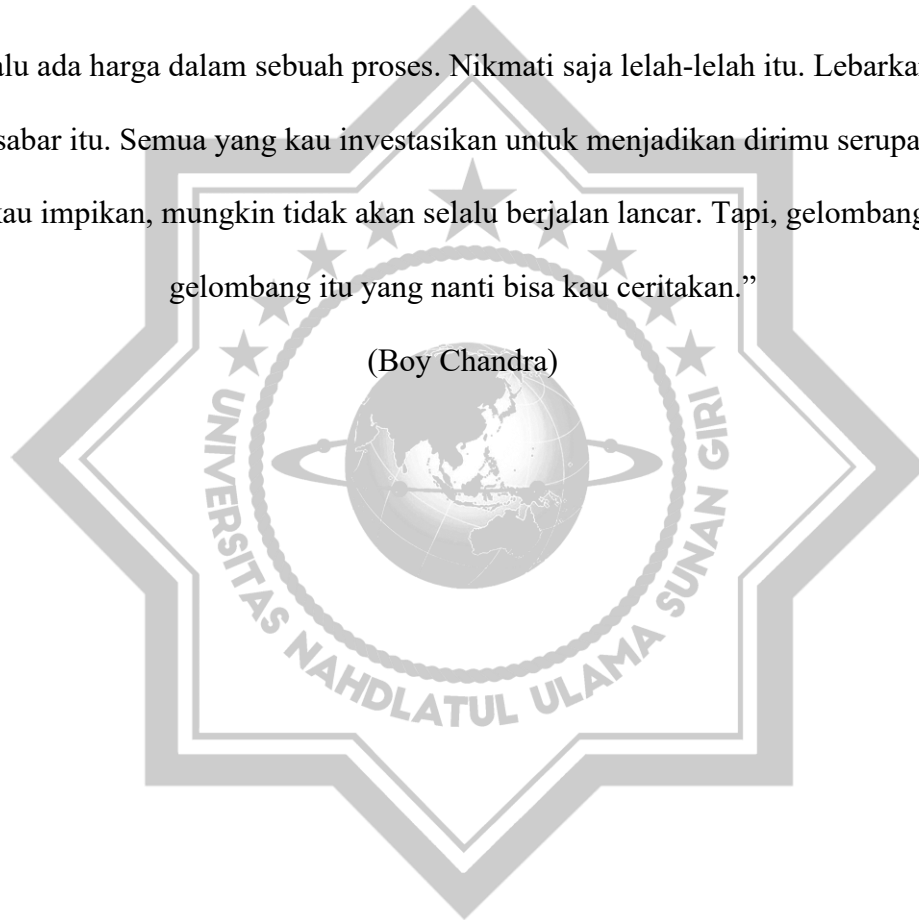 alu ada harga dalam sebuah proses. Nikmati saja lelah-lelah itu. Lebarkan
sabar itu. Semua yang kau investasikan untuk menjadikan dirimu serupa
kau impikan, mungkin tidak akan selalu berjalan lancar. Tapi, gelombang
gelombang itu yang nanti bisa kau ceritakan.”
(Boy Chandra)
UNIVERSITAS NAHDLATUL ULAMA SUNAN GIRI